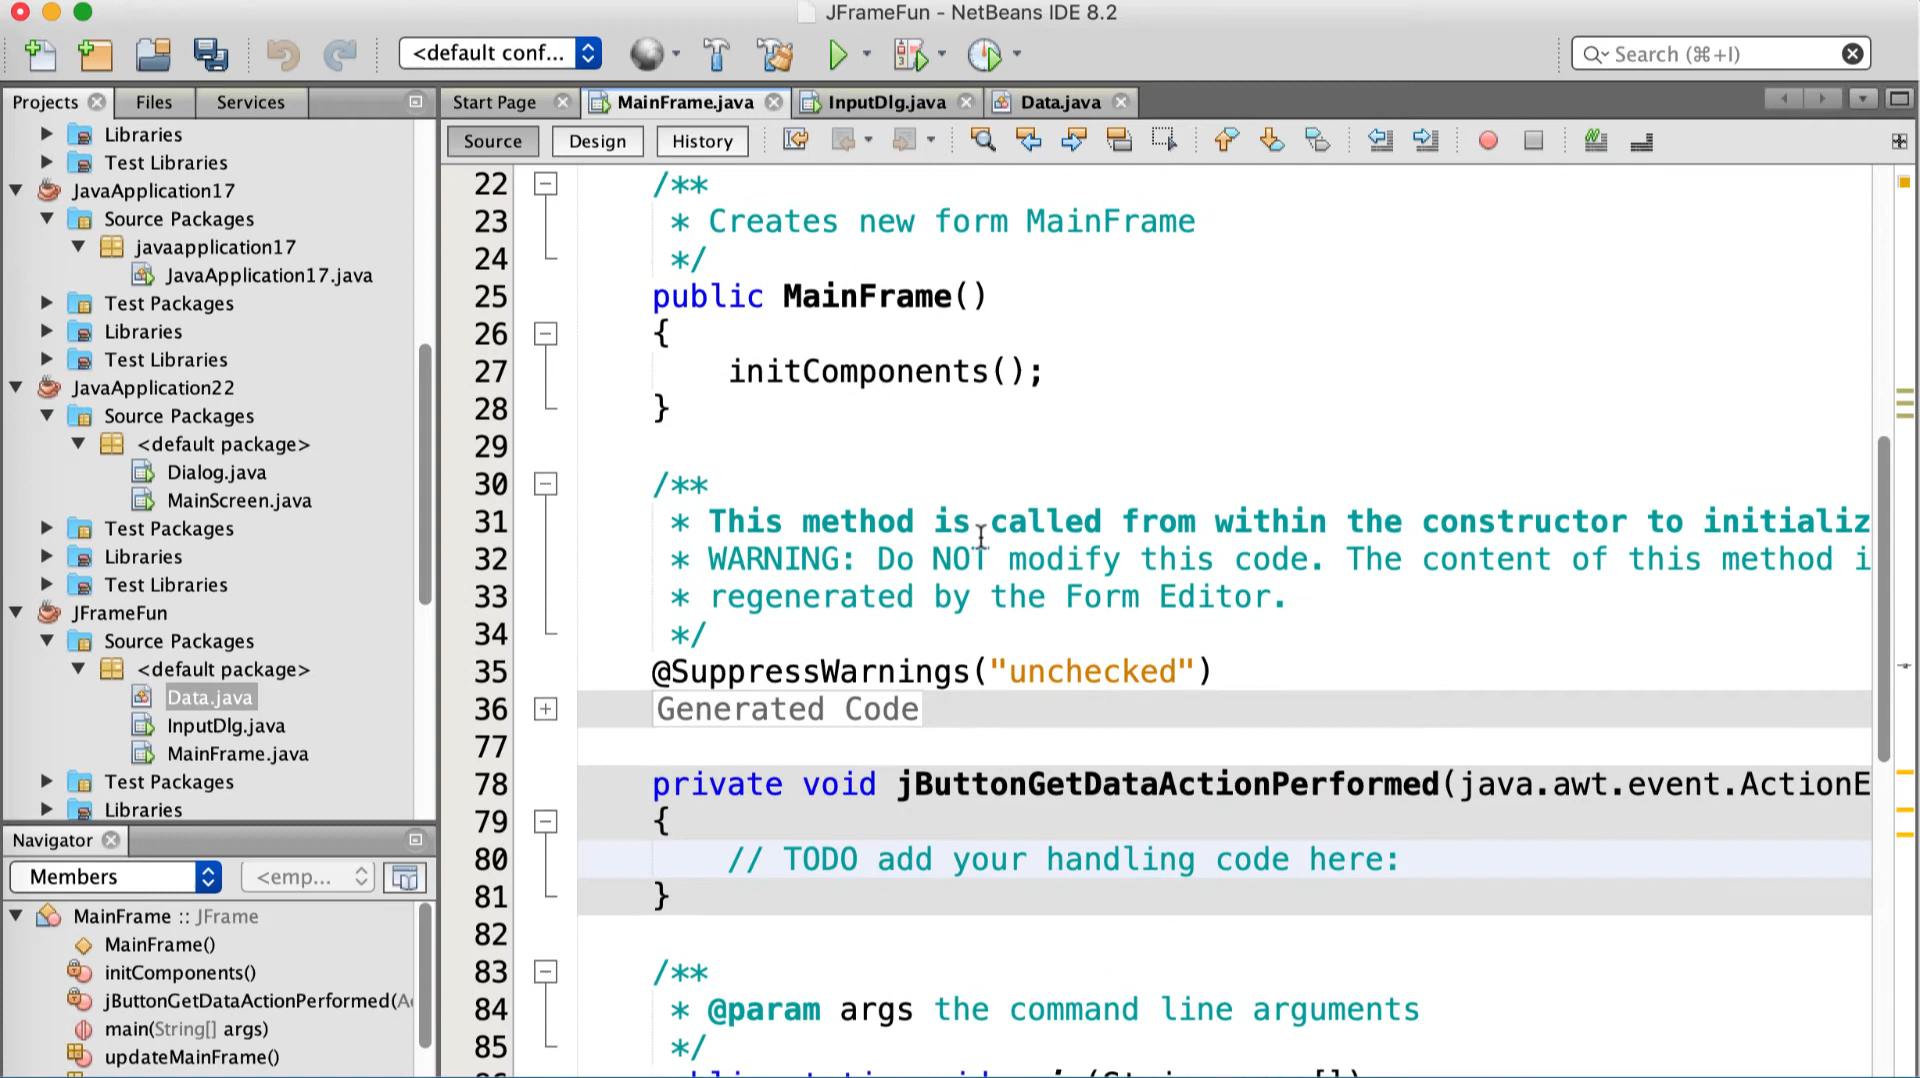 JFrameFun - NetBeans IDE 8.2
<default conf...
Search (⌘+I)
Projects
Files
Services
Start Page
MainFrame.java
InputDlg.java
Data.java
Source
Design
History
Libraries
Test Libraries
JavaApplication17
Source Packages
javaapplication17
JavaApplication17.java
Test Packages
Libraries
Test Libraries
JavaApplication22
Source Packages
<default package>
Dialog.java
MainScreen.java
Test Packages
Libraries
Test Libraries
JFrameFun
Source Packages
<default package>
Data.java
InputDlg.java
MainFrame.java
Test Packages
Libraries
Navigator
Members
<emp...
MainFrame :: JFrame
MainFrame()
initComponents()
jButtonGetDataActionPerformed(A
main(String[] args)
updateMainFrame()
22 /**
23 * Creates new form MainFrame
24 */
25 public MainFrame()
26 {
27 initComponents();
28 }
29
30 /**
31 * This method is called from within the constructor to initializ
32 * WARNING: Do NOT modify this code. The content of this method i
33 * regenerated by the Form Editor.
34 */
35 @SuppressWarnings("unchecked")
36 Generated Code
77
78 private void jButtonGetDataActionPerformed(java.awt.event.ActionE
79 {
80 // TODO add your handling code here:
81 }
82
83 /**
84 * @param args the command line arguments
85 */